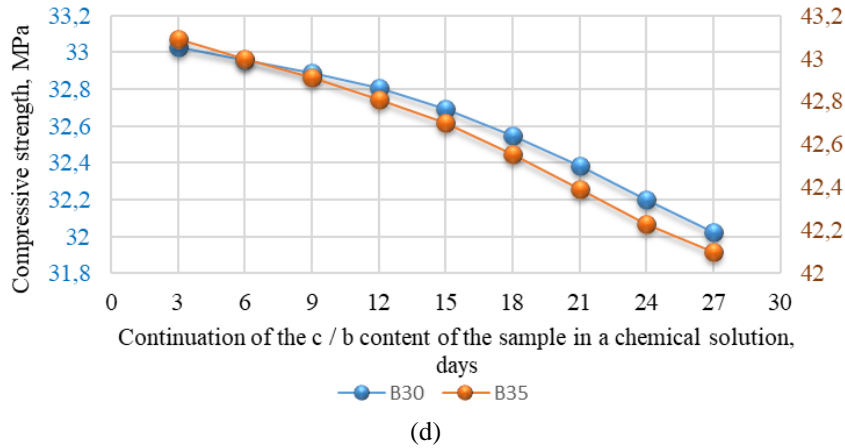 33,2
33
32,8
32,6
32,4
32,2
32
31,8
Compressive strength, MPa
43,2
43
42,8
42,6
42,4
42,2
42
0 3 6 9 12 15 18 21 24 27 30
Continuation of the c / b content of the sample in a chemical solution,
days
B30 B35
(d)